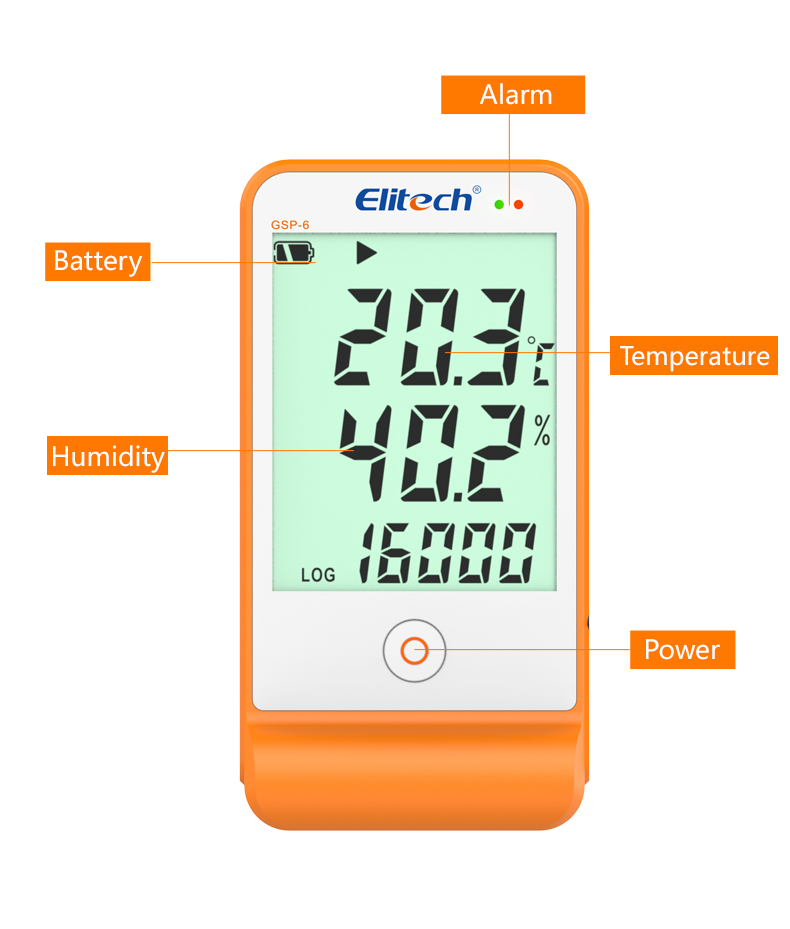 Alarm
Elitech®
GSP-6
Battery
20.3°C
Temperature
40.2%
Humidity
LOG 16000
Power